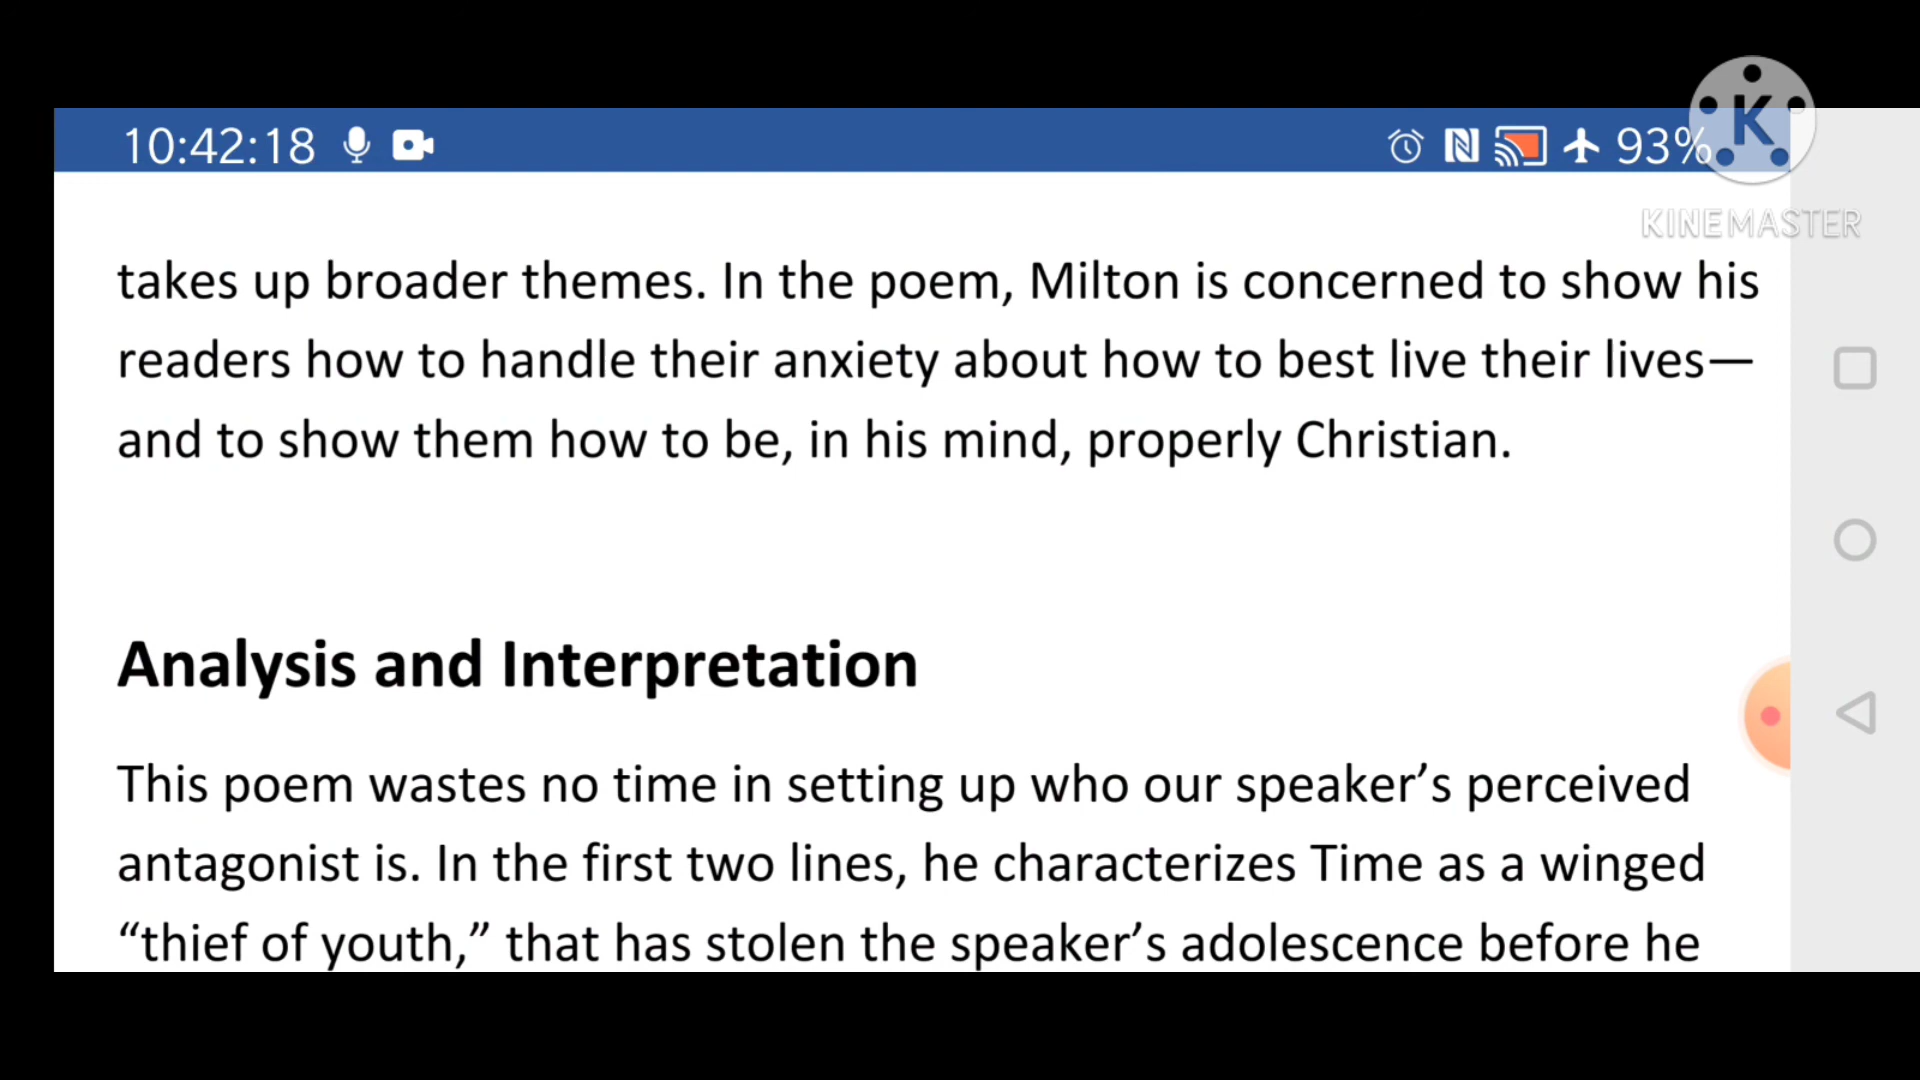 10:42:18 93%
K
KINEMASTER
takes up broader themes. In the poem, Milton is concerned to show his
readers how to handle their anxiety about how to best live their lives—
and to show them how to be, in his mind, properly Christian.
Analysis and Interpretation
This poem wastes no time in setting up who our speaker’s perceived
antagonist is. In the first two lines, he characterizes Time as a winged
“thief of youth,” that has stolen the speaker’s adolescence before he